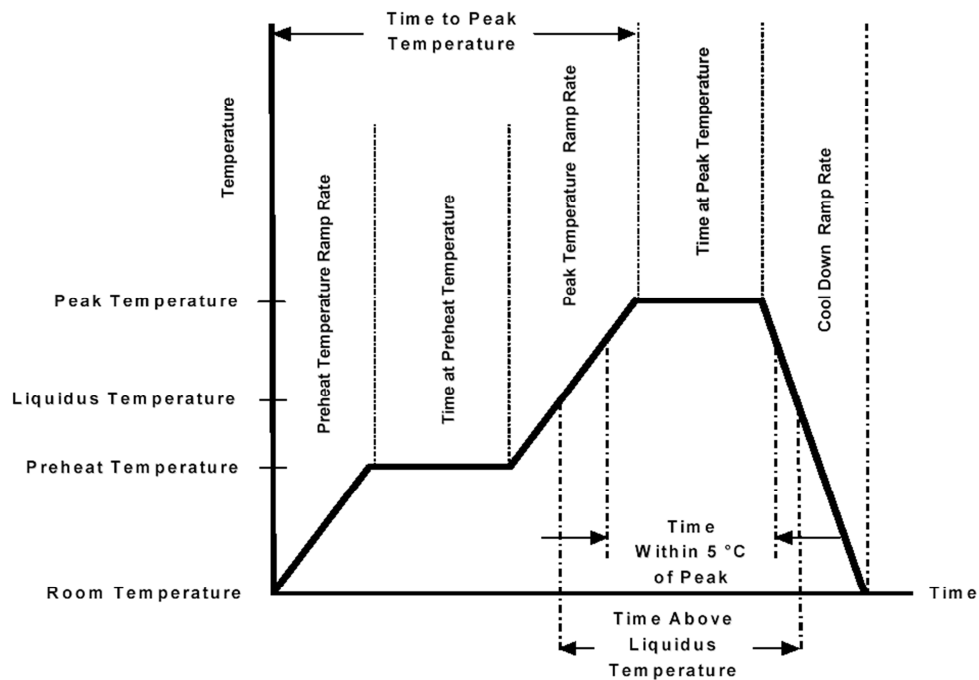 Time to Peak
Temperature
Temperature
Preheat Temperature Ramp Rate
Time at Preheat Temperature
Peak Temperature Ramp Rate
Time at Peak Temperature
Cool Down Ramp Rate
Peak Temperature
Liquidus Temperature
Preheat Temperature
Room Temperature
Time
Within 5 °C
of Peak
Time
Time Above
Liquidus
Temperature